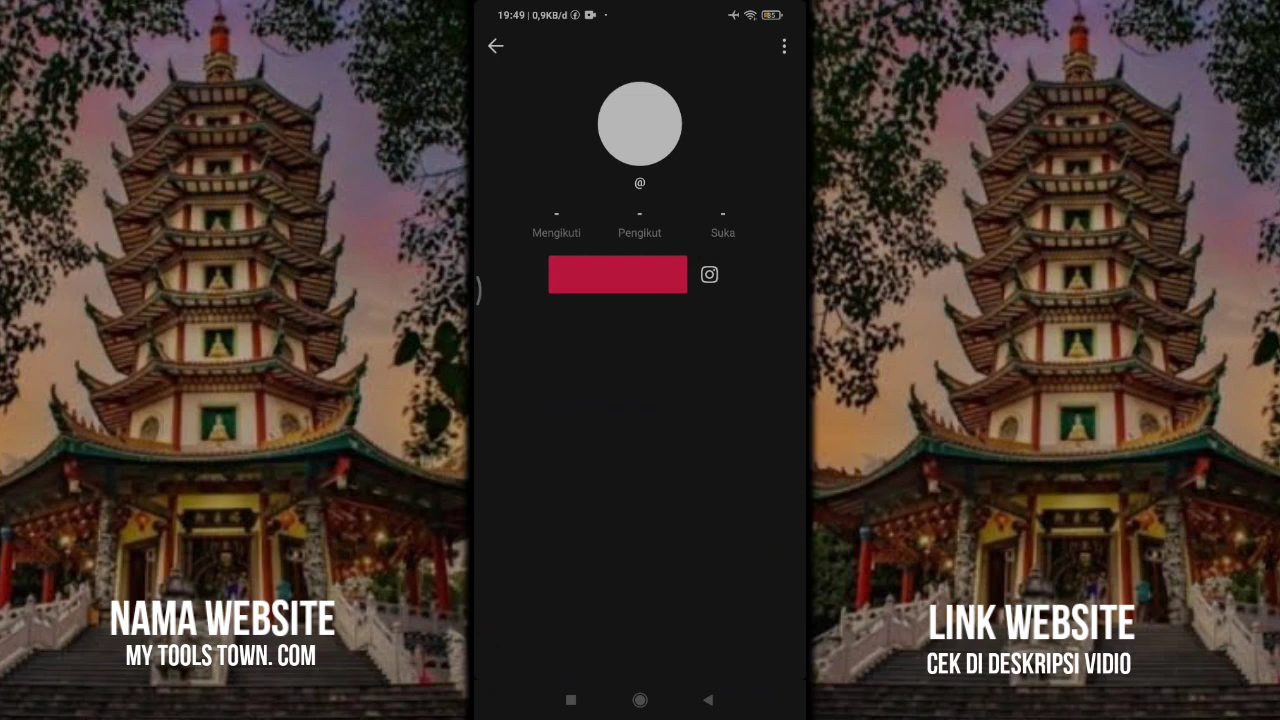 19:49 | 0,9KB/d
@
- - -
Mengikuti Pengikut Suka
NAMA WEBSITE
MY TOOLS TOWN. COM
LINK WEBSITE
CEK DI DESKRIPSI VIDIO